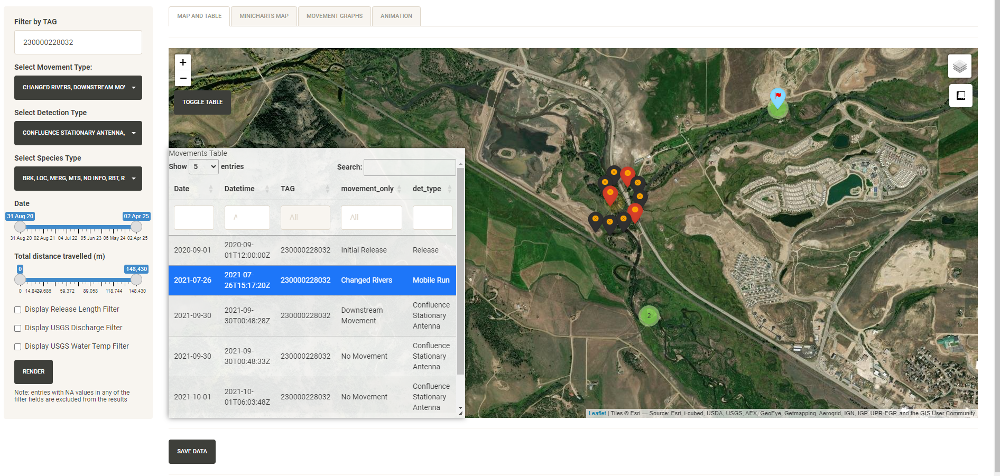 Filter by TAG
230000228032
Select Movement Type:
CHANGED RIVERS, DOWNSTREAM MOV
Select Detection Type
CONFLUENCE STATIONARY ANTENNA,
Select Species Type
BRK, LOC, MERG, MTS, NO INFO, RBT, R
Date
31 Aug 20 02 Apr 25
31 Aug 20 02 Aug 21 04 Jul 22 05 Jun 23 06 May 24 02 Apr 25
Total distance travelled (m)
0 148,430
0 14,843 29,686 59,372 89,058 118,744 148,430
Display Release Length Filter
Display USGS Discharge Filter
Display USGS Water Temp Filter
RENDER
Note: entries with NA values in any of the
filter fields are excluded from the results
MAP AND TABLE MINICHARTS MAP MOVEMENT GRAPHS ANIMATION
+
−
TOGGLE TABLE
Movements Table
Show 5 entries Search:
Date Datetime TAG movement_only det_type
A All All
2020-09-01 2020-09-01T12:00:00Z 230000228032 Initial Release Release
2021-07-26 2021-07-26T15:17:20Z 230000228032 Changed Rivers Mobile Run
2021-09-30 2021-09-30T00:48:28Z 230000228032 Downstream Movement Confluence Stationary Antenna
2021-09-30 2021-09-30T00:48:33Z 230000228032 No Movement Confluence Stationary Antenna
2021-10-01 2021-10-01T06:03:48Z 230000228032 No Movement Confluence Stationary Antenna
2
Leaflet | Tiles © Esri — Source: Esri, i-cubed, USDA, USGS, AEX, GeoEye, Getmapping, Aerogrid, IGN, IGP, UPR-EGP, and the GIS User Community
SAVE DATA